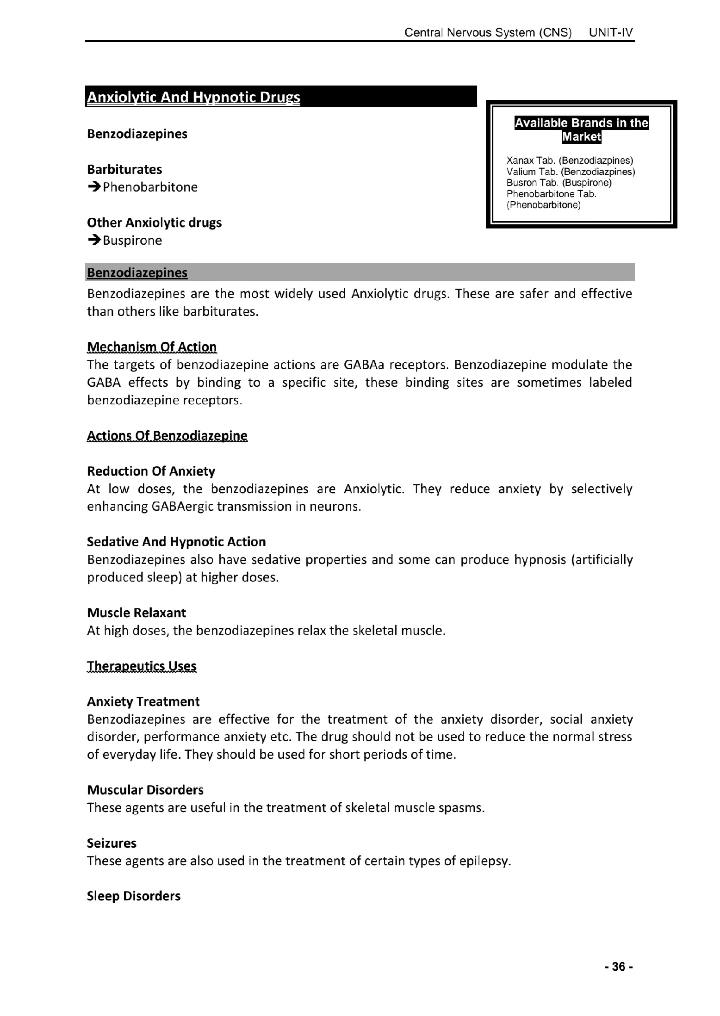 Central Nervous System (CNS) UNIT-IV
Anxiolytic And Hypnotic Drugs
Benzodiazepines
Barbiturates
➔Phenobarbitone
Other Anxiolytic drugs
➔Buspirone
Available Brands in the
Market
Xanax Tab. (Benzodiazpines)
Valium Tab. (Benzodiazpines)
Busron Tab. (Buspirone)
Phenobarbitone Tab.
(Phenobarbitone)
Benzodiazepines
Benzodiazepines are the most widely used Anxiolytic drugs. These are safer and effective
than others like barbiturates.
Mechanism Of Action
The targets of benzodiazepine actions are GABAa receptors. Benzodiazepine modulate the
GABA effects by binding to a specific site, these binding sites are sometimes labeled
benzodiazepine receptors.
Actions Of Benzodiazepine
Reduction Of Anxiety
At low doses, the benzodiazepines are Anxiolytic. They reduce anxiety by selectively
enhancing GABAergic transmission in neurons.
Sedative And Hypnotic Action
Benzodiazepines also have sedative properties and some can produce hypnosis (artificially
produced sleep) at higher doses.
Muscle Relaxant
At high doses, the benzodiazepines relax the skeletal muscle.
Therapeutics Uses
Anxiety Treatment
Benzodiazepines are effective for the treatment of the anxiety disorder, social anxiety
disorder, performance anxiety etc. The drug should not be used to reduce the normal stress
of everyday life. They should be used for short periods of time.
Muscular Disorders
These agents are useful in the treatment of skeletal muscle spasms.
Seizures
These agents are also used in the treatment of certain types of epilepsy.
Sleep Disorders
- 36 -